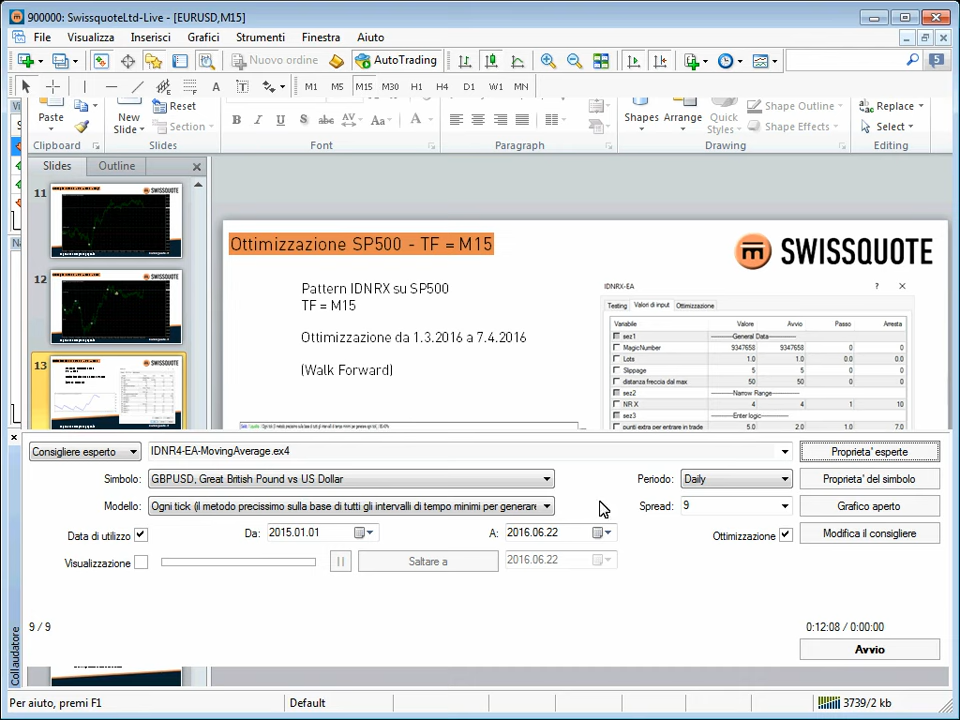 900000: SwissquoteLtd-Live - [EURUSD,M15]
File Visualizza Inserisci Grafici Strumenti Finestra Aiuto
Nuovo ordine AutoTrading 5
A T M1 M5 M15 M30 H1 H4 D1 W1 MN
Paste New Slide Reset Section
B I U S abc AV Aa A
Shapes Arrange Quick Styles Shape Outline Shape Effects
Replace Select
Clipboard Slides Font Paragraph Drawing Editing
Slides Outline
11
12
13
Ottimizzazione SP500 - TF = M15
SWISSQUOTE
Pattern IDNRX su SP500
TF = M15
Ottimizzazione da 1.3.2016 a 7.4.2016
(Walk Forward)
IDNRX-EA
Testing Valori di input Ottimizzazione
Variabile Valore Avvio Passo Arresta
sez1 General Data
MagicNumber 9347658 9347658 0 0
Lots 1.0 1.0 0.0 0.0
Slippage 5 5 0 0
distanza freccia dal max 50 50 0 0
sez2 Narrow Range
NR X 4 4 1 10
sez3 Enter logic
punti extra per entrare in trade 5.0 2.0 1.0 7.0
Consigliere esperto IDNR4-EA-MovingAverage.ex4 Proprieta' esperte
Simbolo: GBPUSD, Great British Pound vs US Dollar Periodo: Daily Proprieta' del simbolo
Modello: Ogni tick (il metodo precissimo sulla base di tutti gli intervalli di tempo minimi per generare Spread: 9 Grafico aperto
Data di utilizzo Da: 2015.01.01 A: 2016.06.22 Ottimizzazione Modifica il consigliere
Visualizzazione Saltare a 2016.06.22
9 / 9 0:12:08 / 0:00:00
Avvio
Collaudatore
Per aiuto, premi F1 Default 3739/2 kb